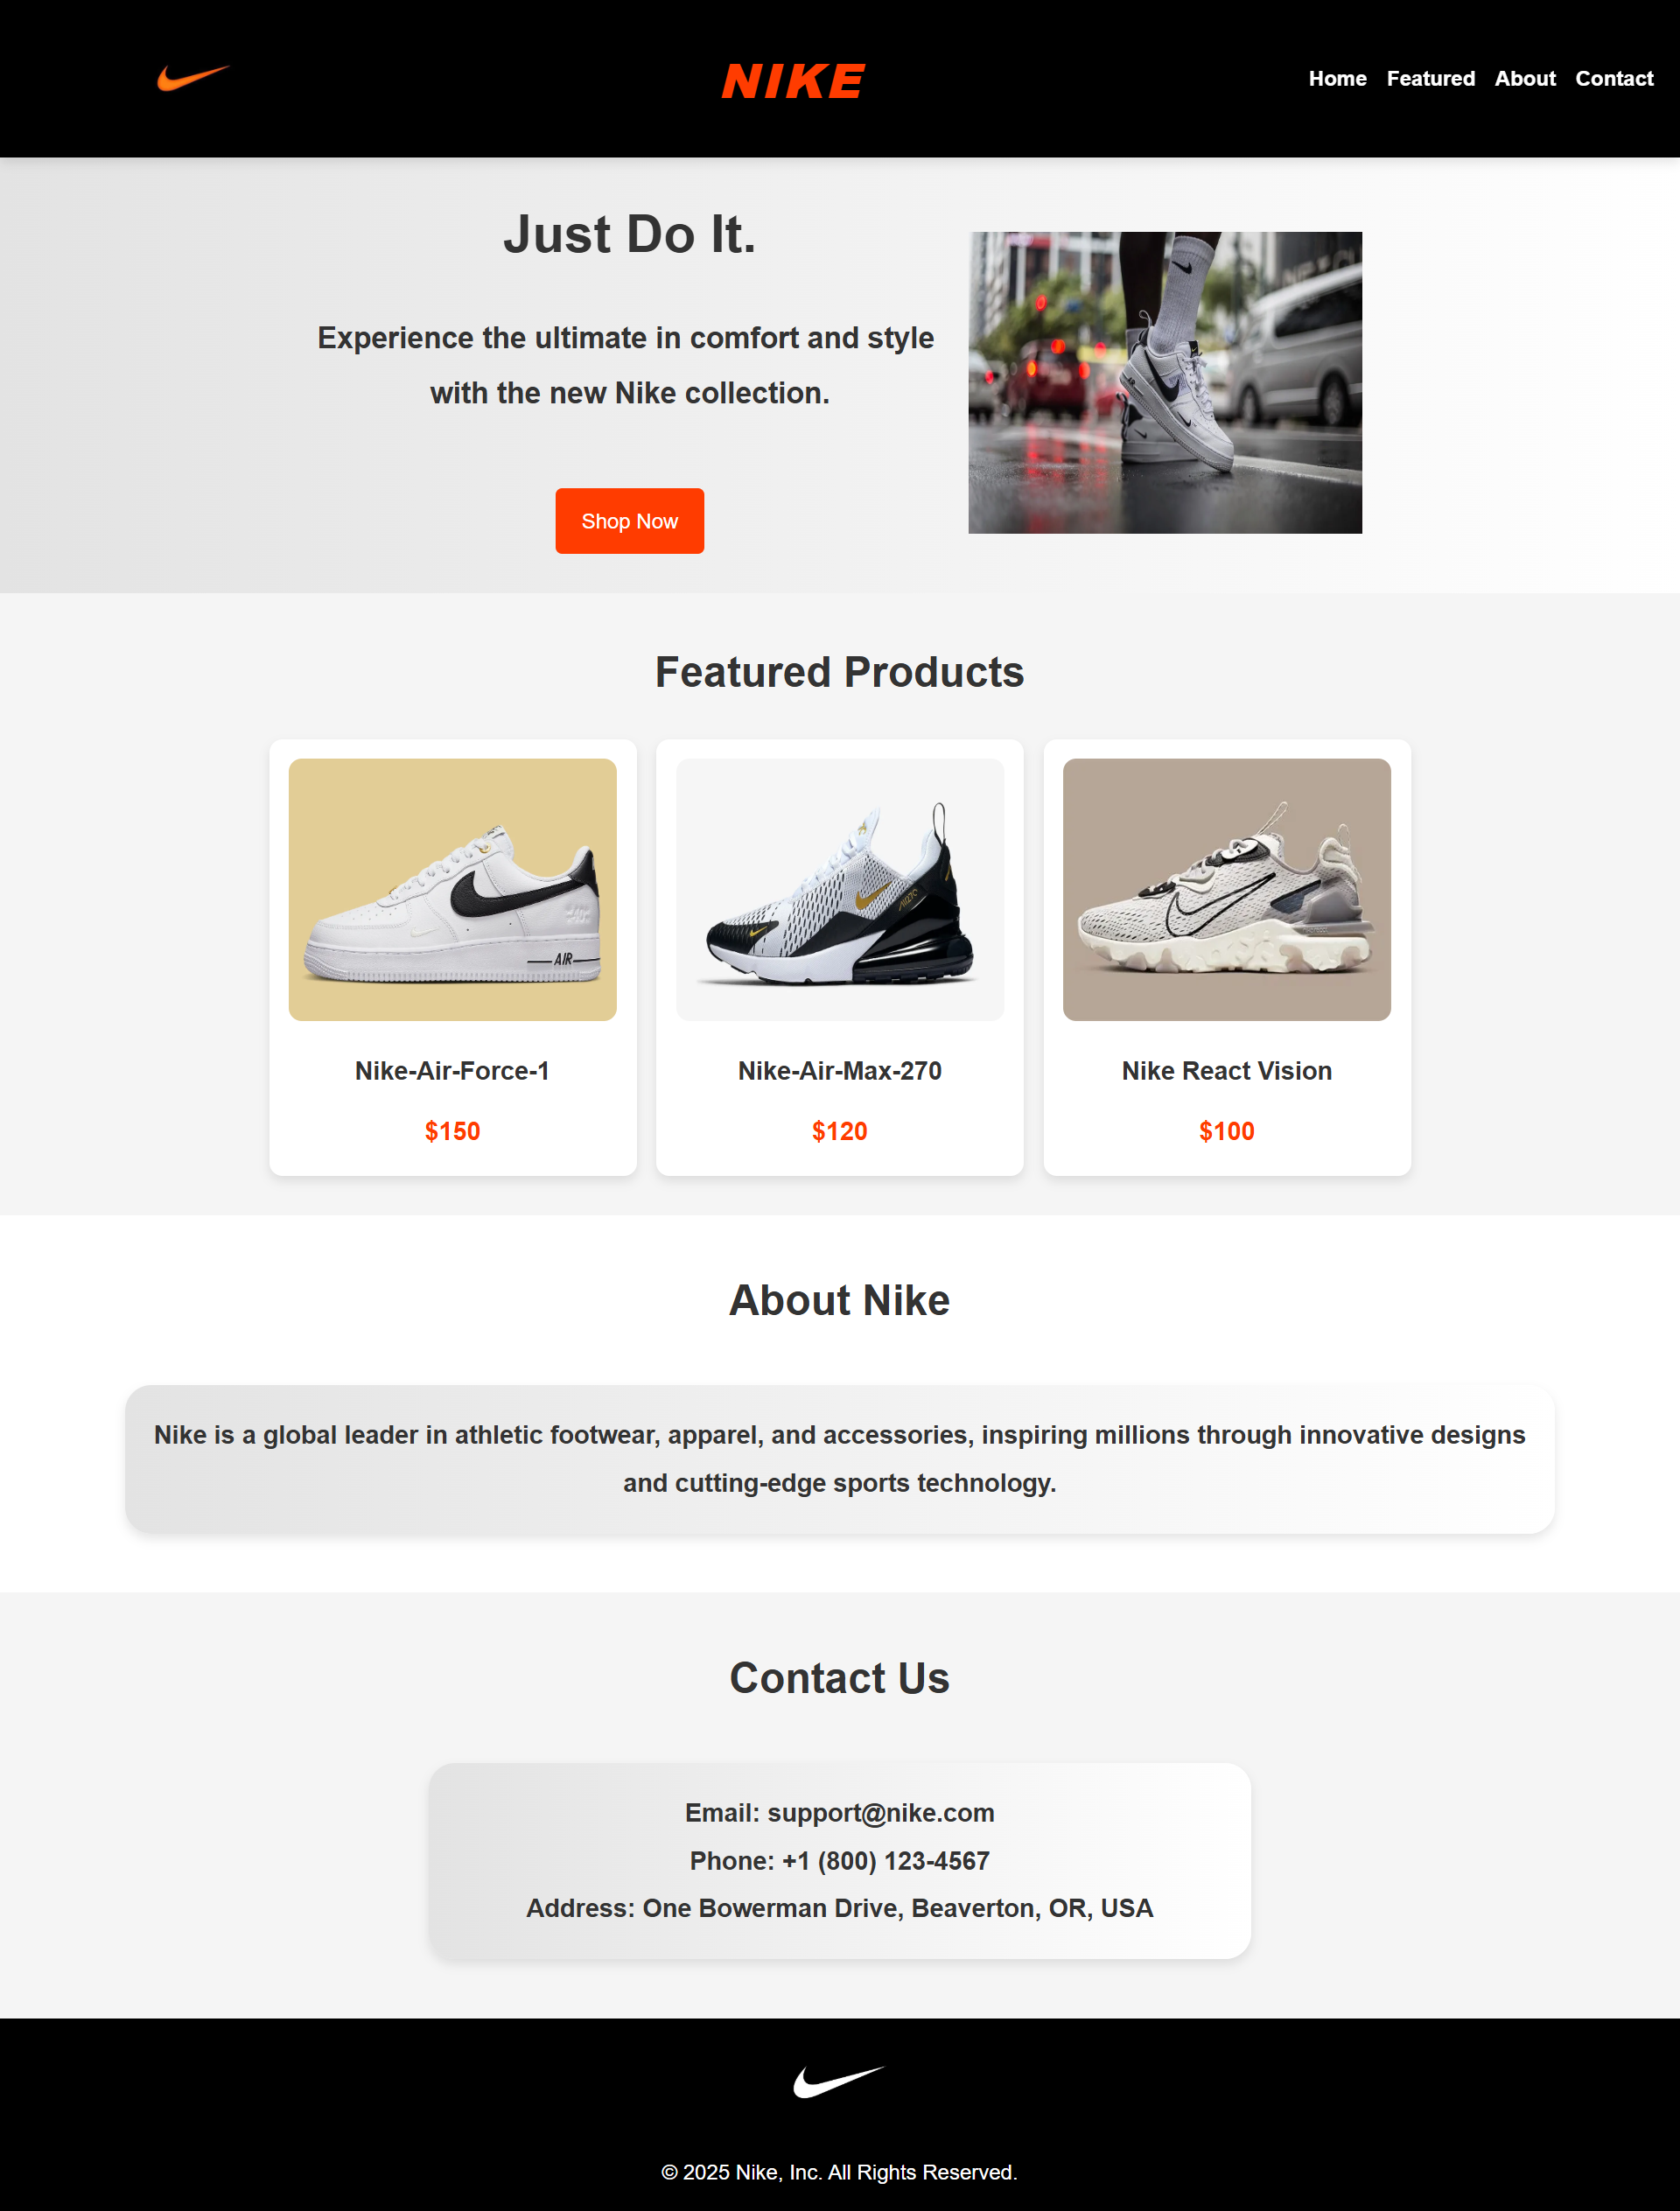 NIKE
Home Featured About Contact
Just Do It.
Experience the ultimate in comfort and style
with the new Nike collection.
Shop Now
Featured Products
AIR
Nike-Air-Force-1
$150
Nike-Air-Max-270
$120
Nike React Vision
$100
About Nike
Nike is a global leader in athletic footwear, apparel, and accessories, inspiring millions through innovative designs
and cutting-edge sports technology.
Contact Us
Email: support@nike.com
Phone: +1 (800) 123-4567
Address: One Bowerman Drive, Beaverton, OR, USA
© 2025 Nike, Inc. All Rights Reserved.